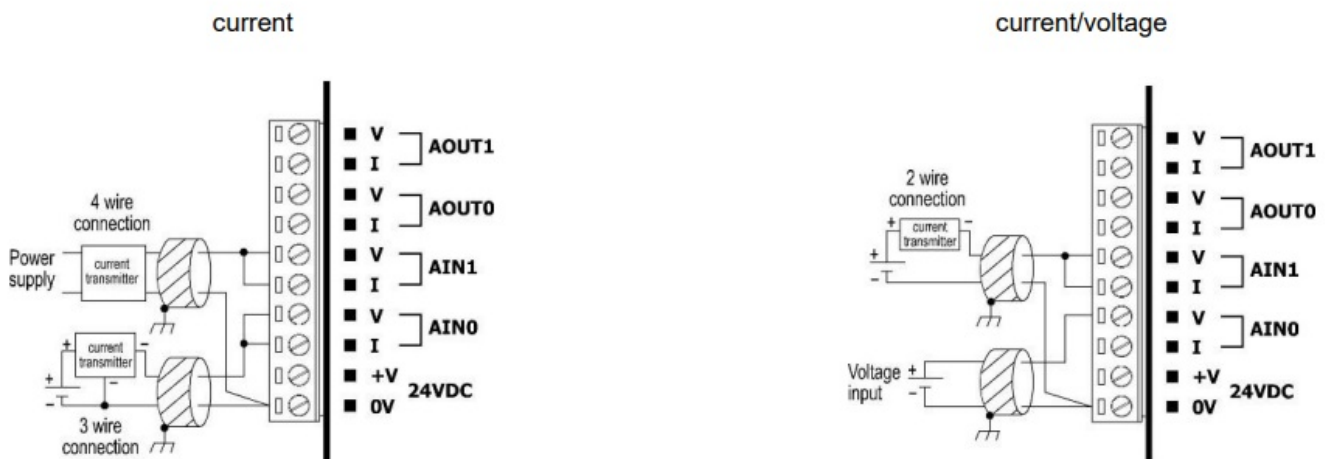 current
4 wire
connection
Power
supply
current
transmitter
+
current
transmitter
-
+
-
-
3 wire
connection
V
I
AOUT1
V
I
AOUT0
V
I
AIN1
V
I
AIN0
+V
0V
24VDC
current/voltage
2 wire
connection
+
current
transmitter
-
+
-
Voltage
input
+
-
V
I
AOUT1
V
I
AOUT0
V
I
AIN1
V
I
AIN0
+V
0V
24VDC